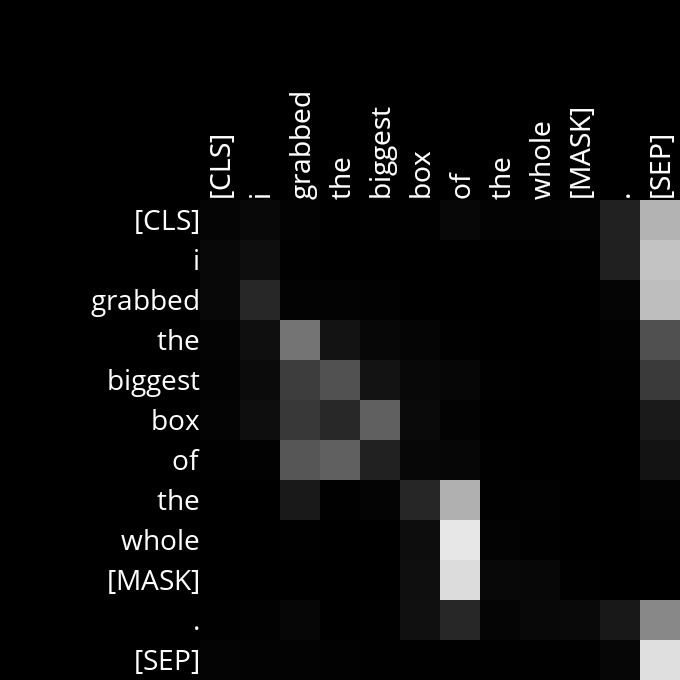 [CLS] i grabbed the biggest box of the whole [MASK] . [SEP]
[CLS]
i
grabbed
the
biggest
box
of
the
whole
[MASK]
.
[SEP]